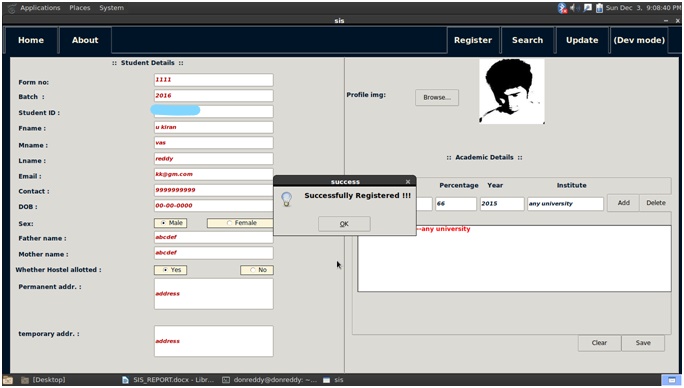 Applications Places System Sun Dec 3, 9:08:40 PM
sis
Home About Register Search Update (Dev mode)
:: Student Details ::
Form no: 1111
Batch : 2016
Student ID :
Fname : u kiran
Mname : vas
Lname : reddy
Email : kk@gm.com
Contact : 9999999999
DOB : 00-00-0000
Sex: Male Female
Father name : abcdef
Mother name : abcdef
Whether Hostel allotted : Yes No
Permanent addr. : address
temporary addr. : address
Profile img: Browse...
:: Academic Details ::
Percentage Year Institute
66 2015 any university Add Delete
--any university
success
Successfully Registered !!!
OK
Clear Save
[Desktop] SIS_REPORT.docx - Libr... donreddy@donreddy: ~... sis